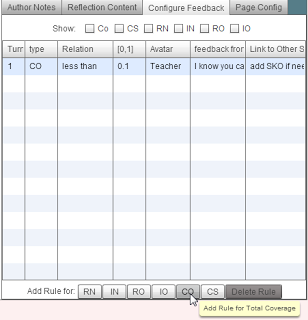 Author Notes Reflection Content Configure Feedback Page Config
Show: Co CS RN IN RO IO
Turr type Relation [0,1] Avatar feedback fron Link to Other S
1 CO less than 0.1 Teacher I know you ca add SKO if nee
Add Rule for: RN IN RO IO CO CS Delete Rule
Add Rule for Total Coverage